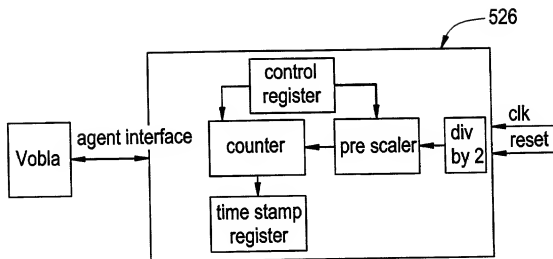 526
control
register
clk
agent interface
Vobla
counter
pre scaler
div
by 2
reset
time stamp
register